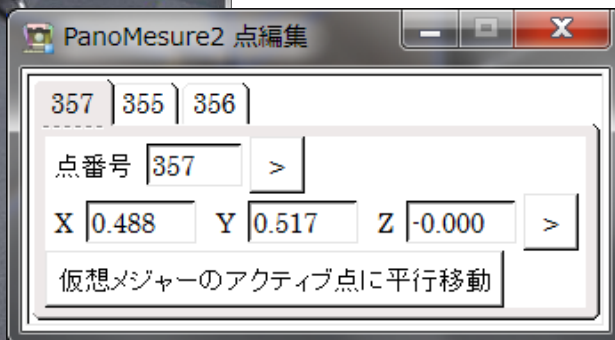 PanoMesure2 点編集
357 355 356
点番号 357 >
X 0.488 Y 0.517 Z -0.000 >
仮想メジャーのアクティブ点に平行移動